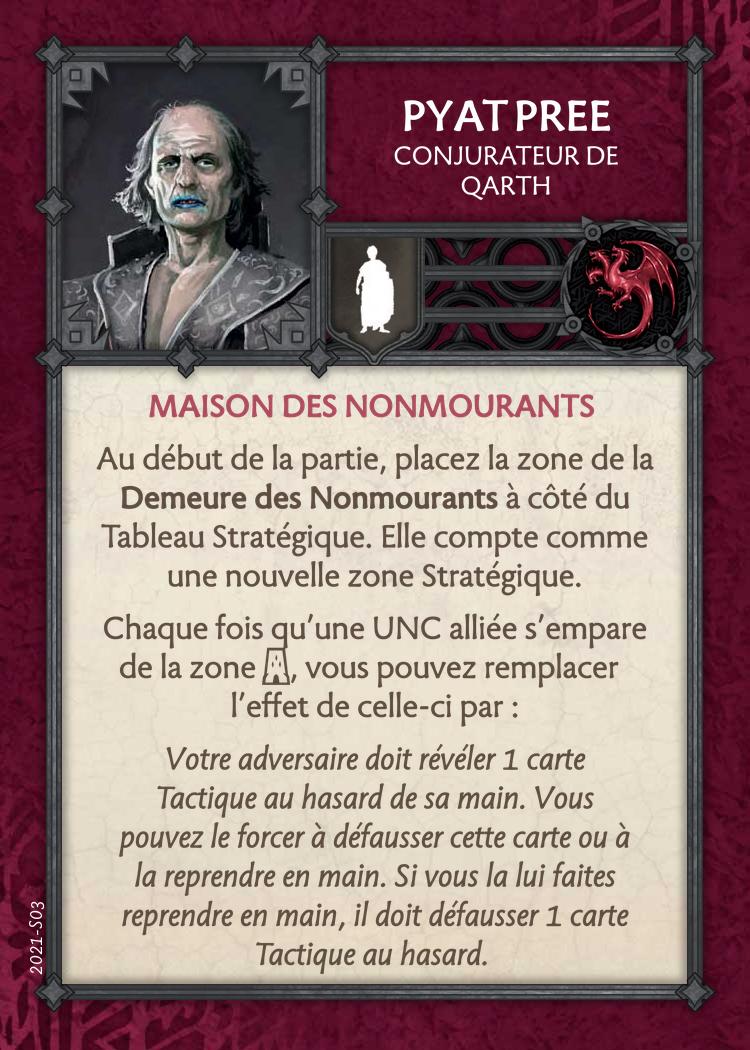 PYAT PREE
CONJURATEUR DE
QARTH
MAISON DES NONMOURANTS
Au début de la partie, placez la zone de la
Demeure des Nonmourants à côté du
Tableau Stratégique. Elle compte comme
une nouvelle zone Stratégique.
Chaque fois qu'une UNC alliée s'empare
de la zone , vous pouvez remplacer
l'effet de celle-ci par :
Votre adversaire doit révéler 1 carte
Tactique au hasard de sa main. Vous
pouvez le forcer à défausser cette carte ou à
la reprendre en main. Si vous la lui faites
reprendre en main, il doit défausser 1 carte
Tactique au hasard.
2021-S03